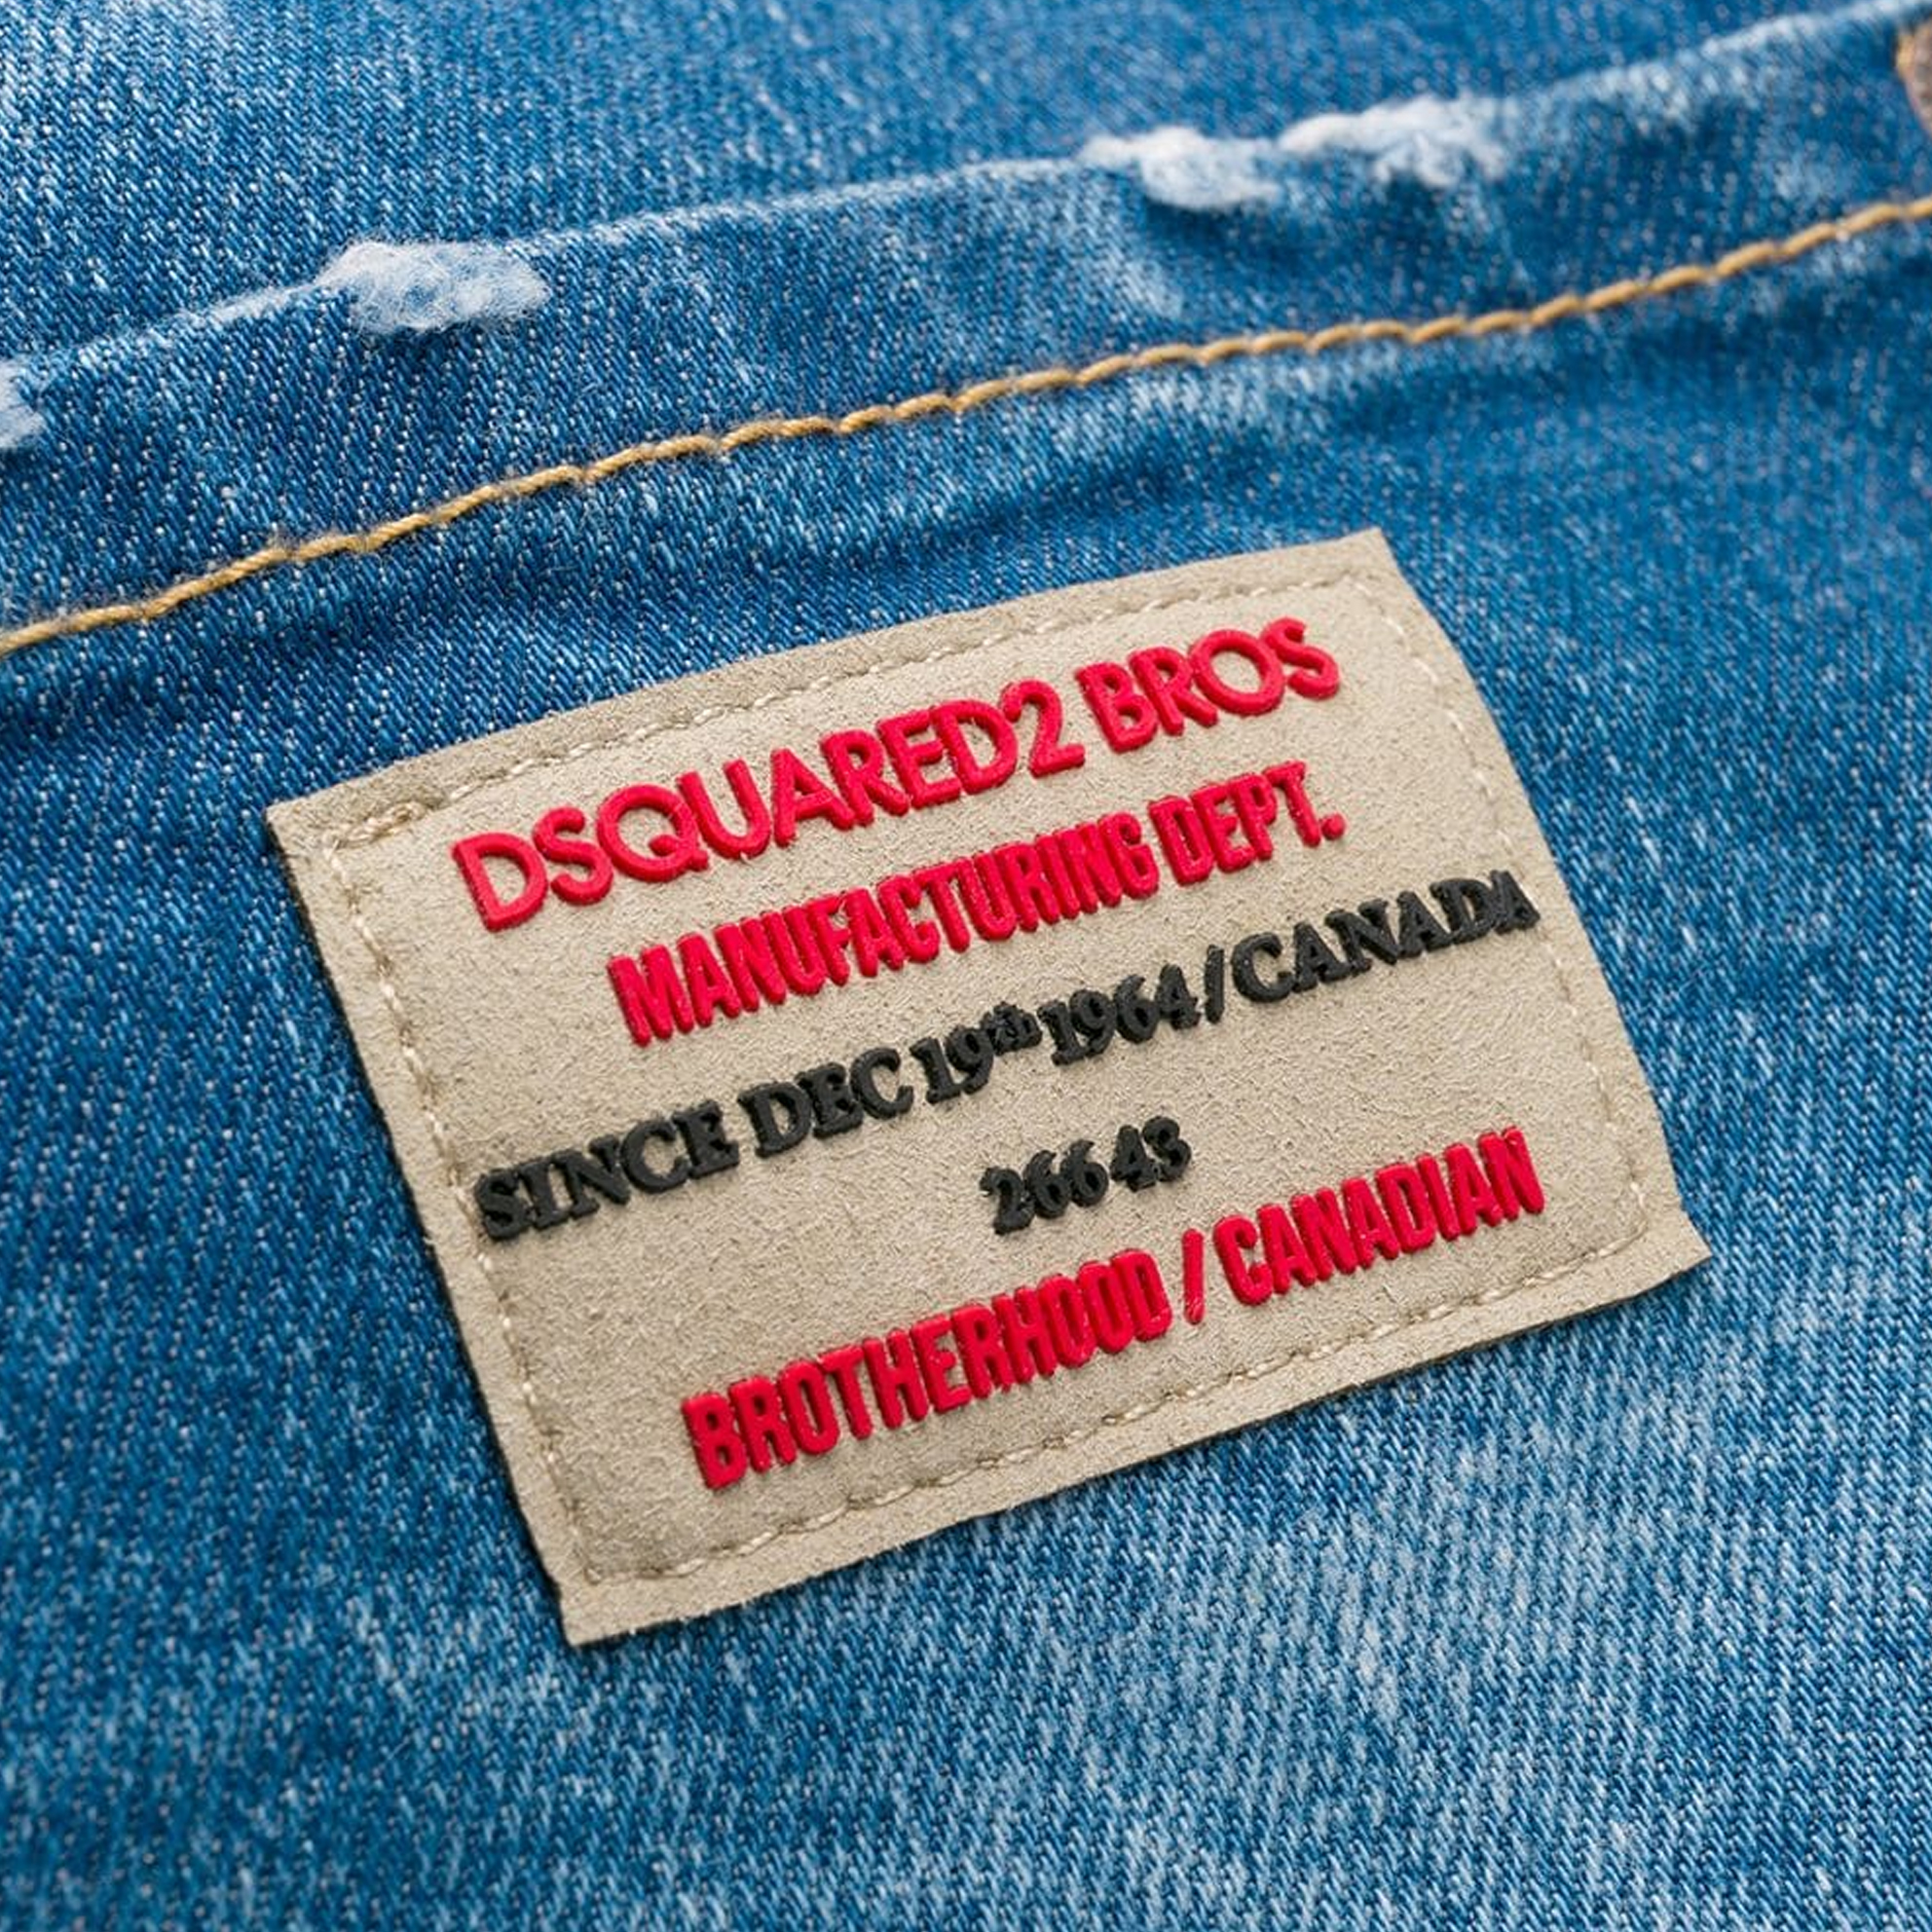 DSQUARED2 BROS
MANUFACTURING DEPT.
SINCE DEC 19th 1964 / CANADA
26643
BROTHERHOOD / CANADIAN